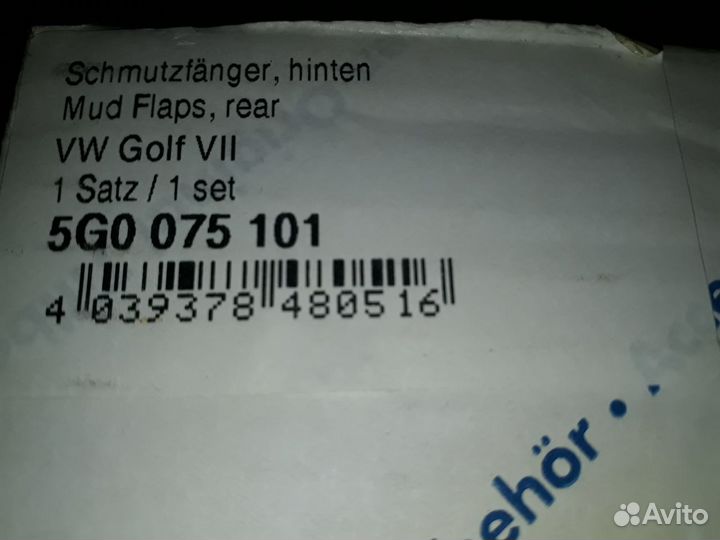 Schmutzfänger, hinten
Mud Flaps, rear
VW Golf VII
1 Satz / 1 set
5G0 075 101
4 039378 480516
ehör •
Avito